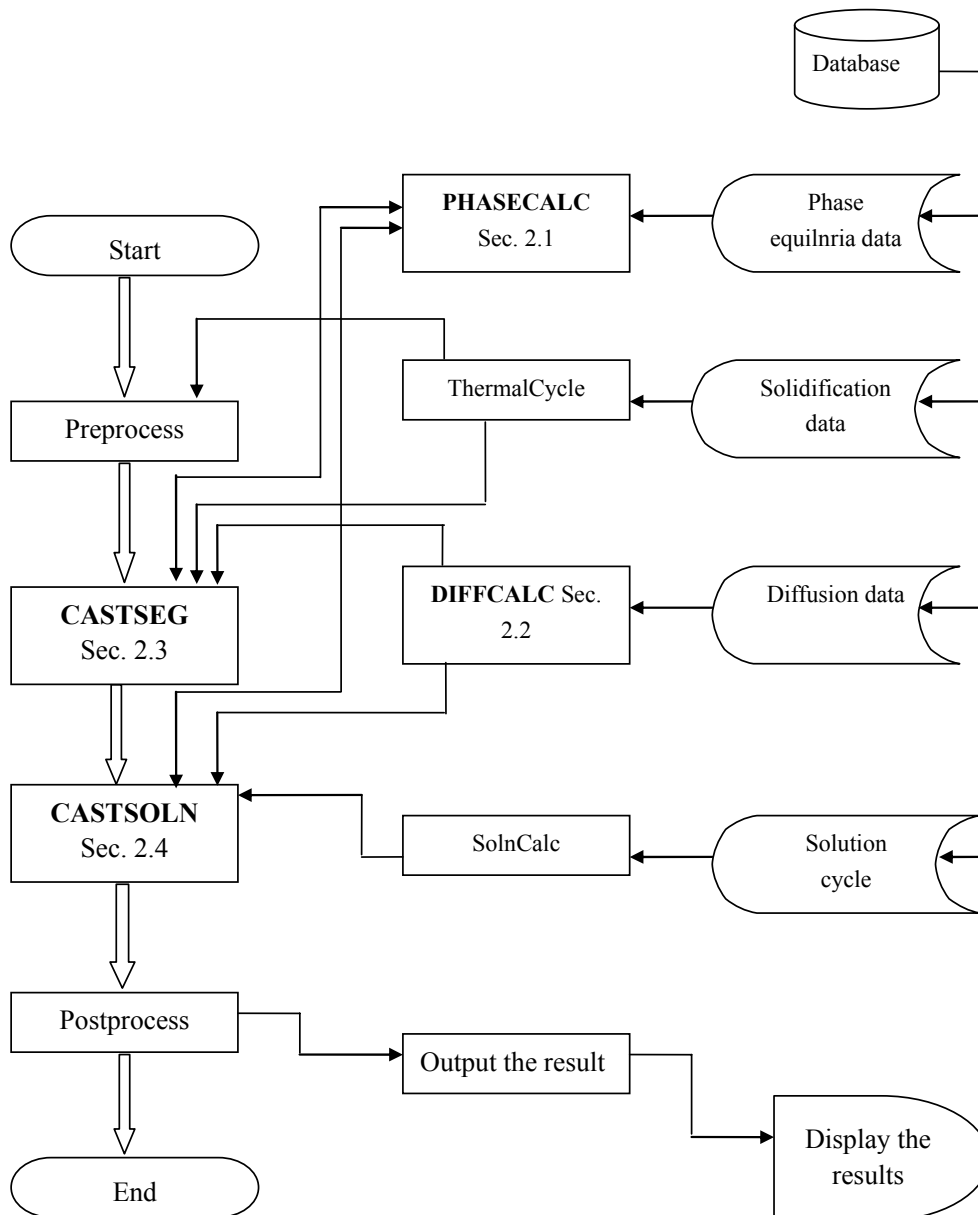 Database
PHASECALC
Sec. 2.1
Phase
equilnria data
Start
ThermalCycle
Solidification
data
Preprocess
CASTSEG
Sec. 2.3
DIFFCALC Sec.
2.2
Diffusion data
CASTSOLN
Sec. 2.4
SolnCalc
Solution
cycle
Postprocess
Output the result
Display the
results
End